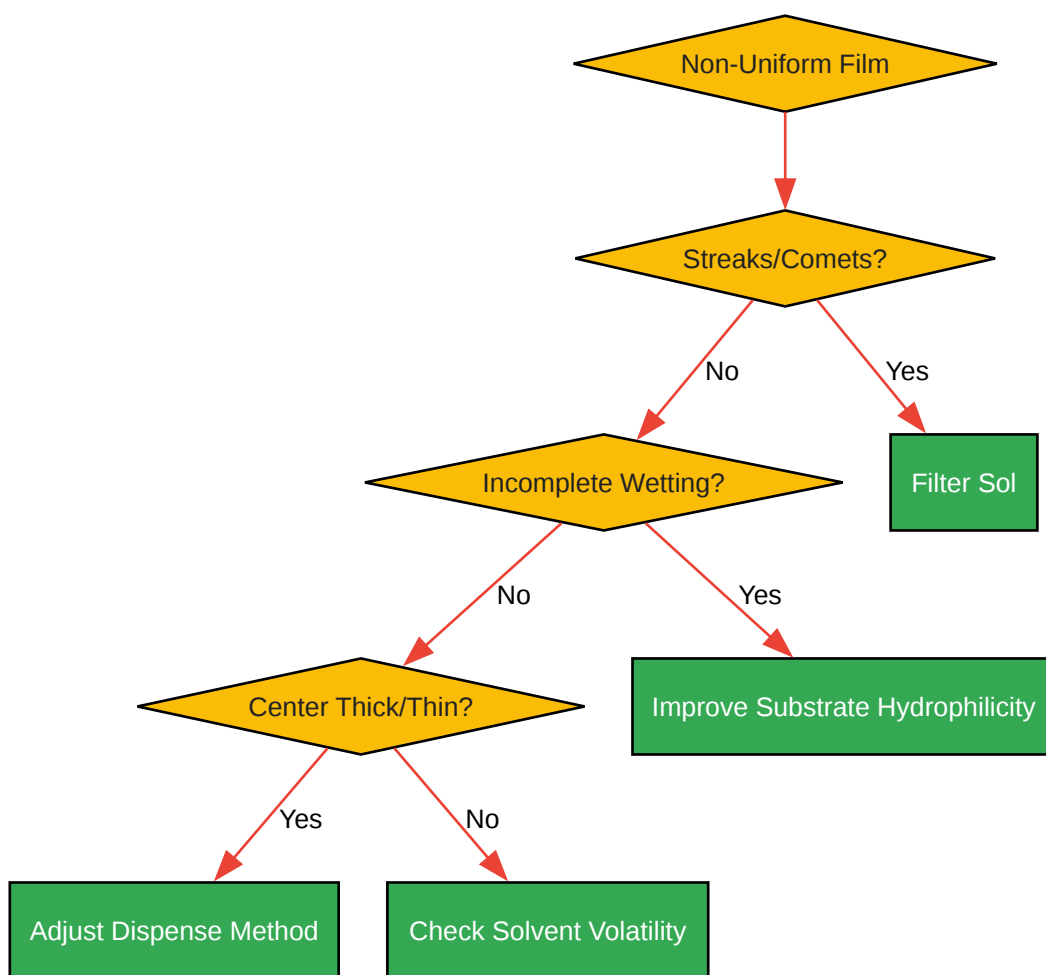 Non-Uniform Film
Streaks/Comets?
No
Yes
Incomplete Wetting?
Filter Sol
No
Yes
Center Thick/Thin?
Improve Substrate Hydrophilicity
Yes
No
Adjust Dispense Method
Check Solvent Volatility